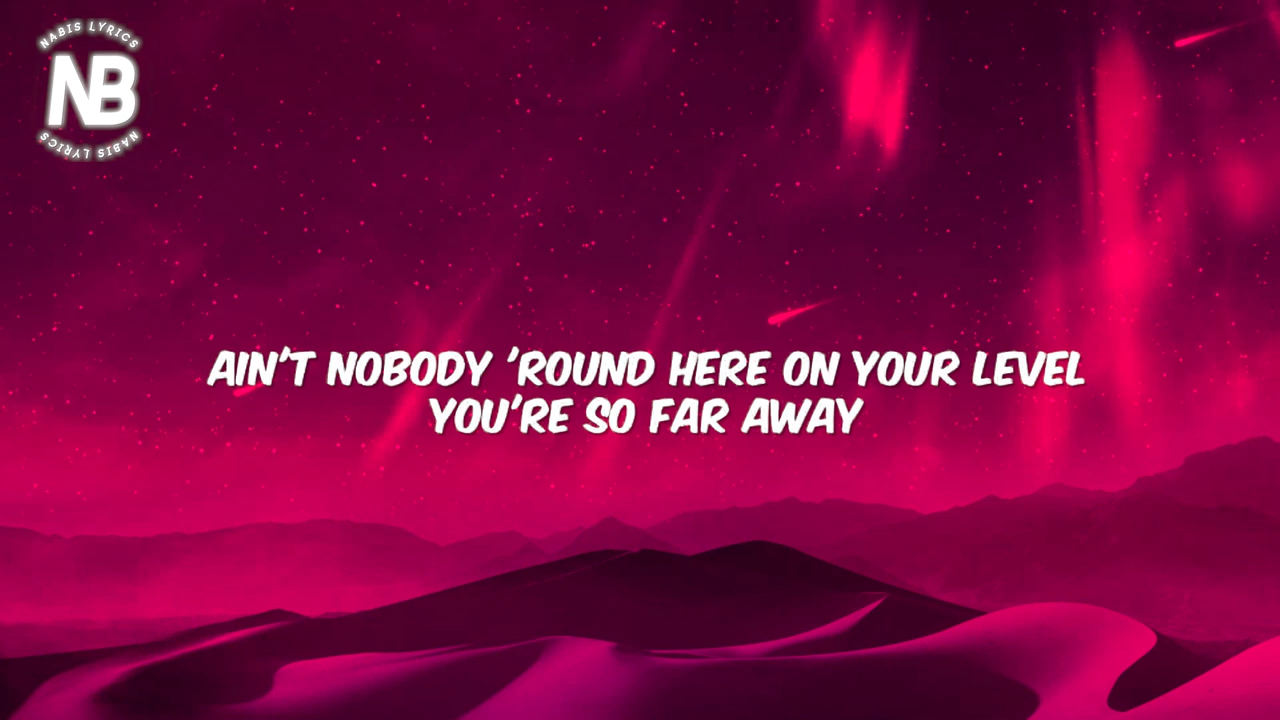 NABIS LYRICS
NB
NABIS LYRICS
AIN'T NOBODY 'ROUND HERE ON YOUR LEVEL
YOU'RE SO FAR AWAY